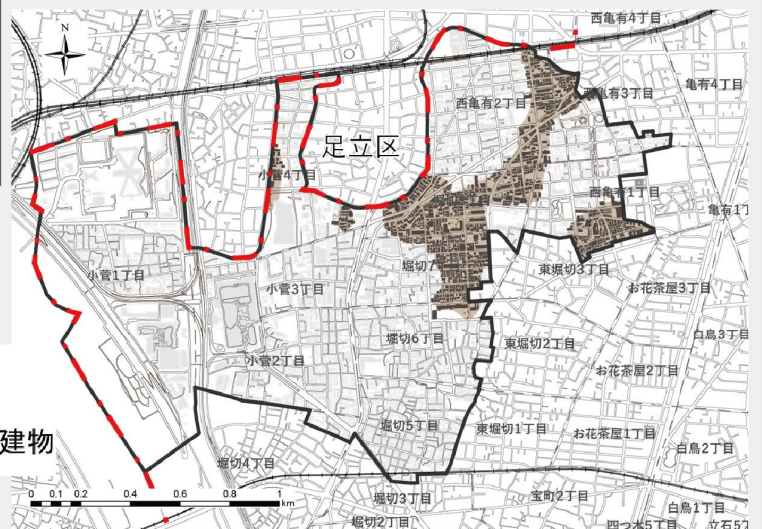 N
西亀有4丁目
亀有4丁目
西亀有3丁目
西亀有2丁目
足立区
小菅4丁目
西亀有1丁目
亀有1丁
堀切7丁目
東堀切3丁目
小菅1丁目
小菅3丁目
お花茶屋3丁目
白鳥3丁目
堀切6丁目
東堀切2丁目
小菅2丁目
お花茶屋2丁目
堀切5丁目
東堀切1丁目
お花茶屋1丁目
白鳥2丁目
建物
堀切4丁目
0 0.1 0.2 0.4 0.6 0.8 1
km
堀切3丁目
宝町2丁目
白鳥1丁目
堀切2丁目
四つ木5丁目
立石5丁